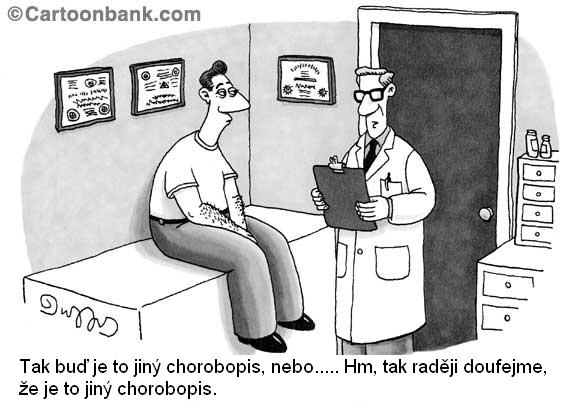 ©Cartoonbank.com
Tak buď je to jiný chorobopis, nebo..... Hm, tak raději doufejme,
že je to jiný chorobopis.